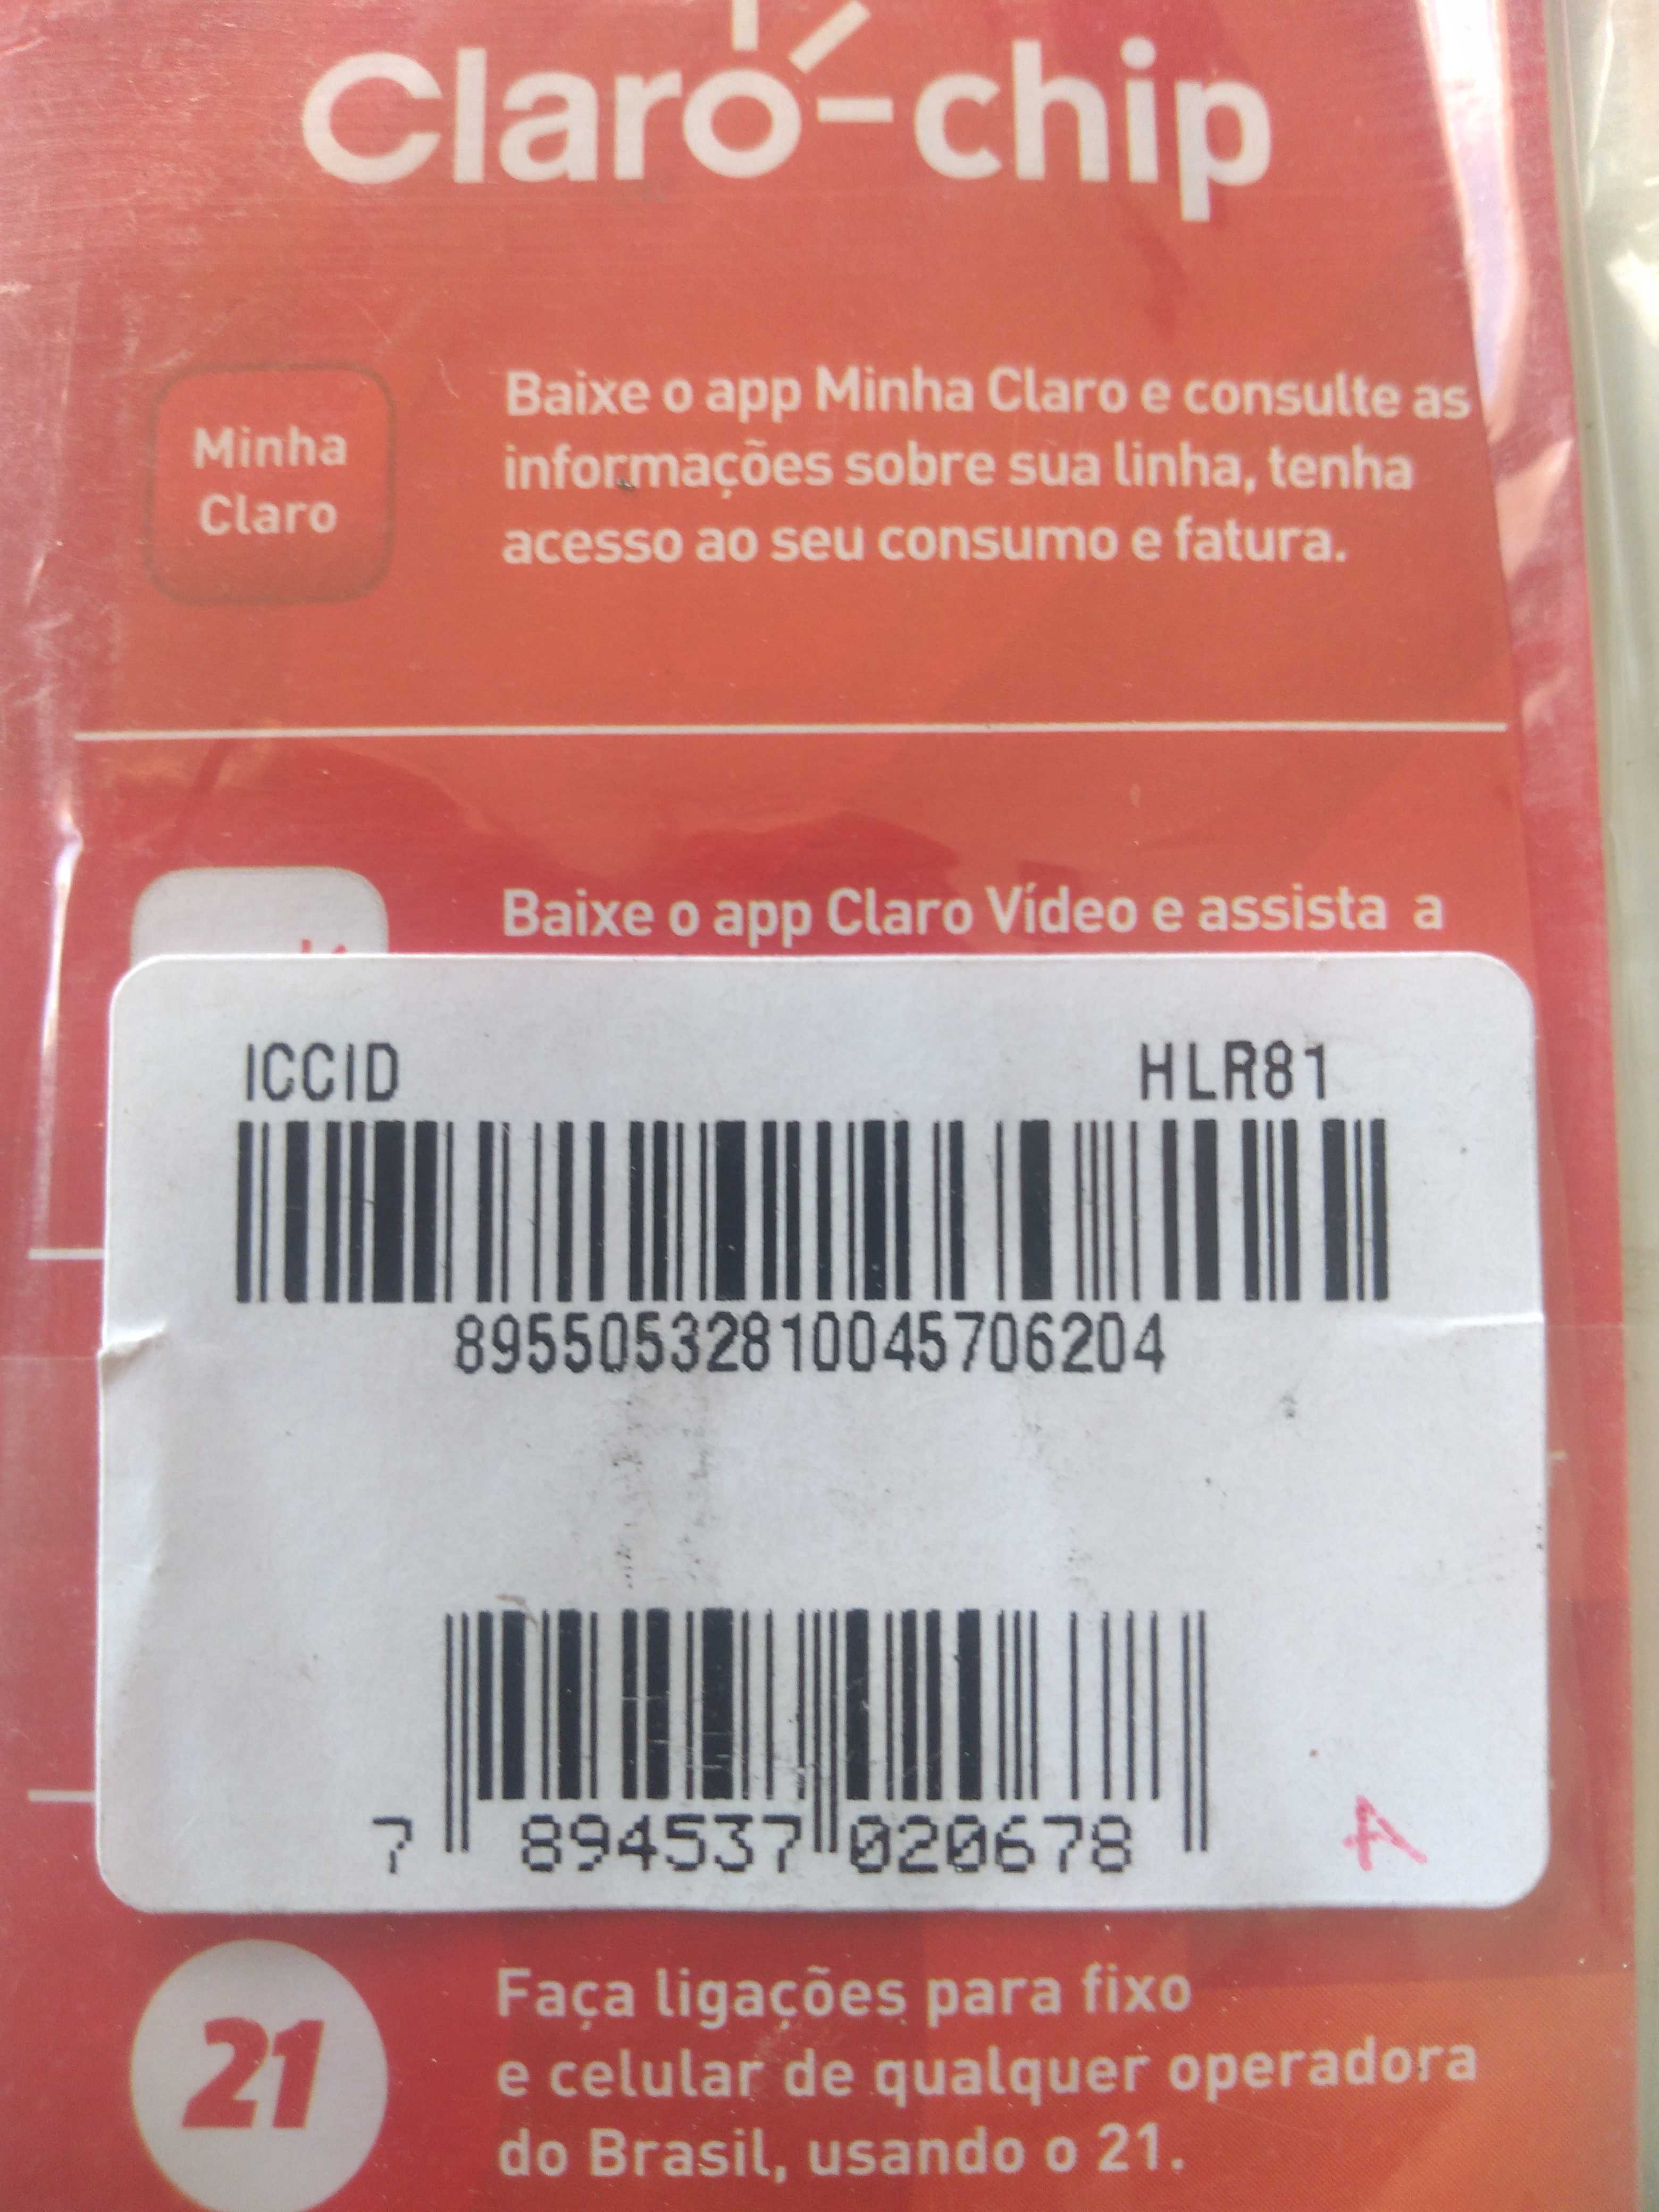 Claro-chip
Minha
Claro
Baixe o app Minha Claro e consulte as
informações sobre sua linha, tenha
acesso ao seu consumo e fatura.
Baixe o app Claro Vídeo e assista a
ICCID HLR81
89550532810045706204
7 894537 020678
A
21
Faça ligações para fixo
e celular de qualquer operadora
do Brasil, usando o 21.